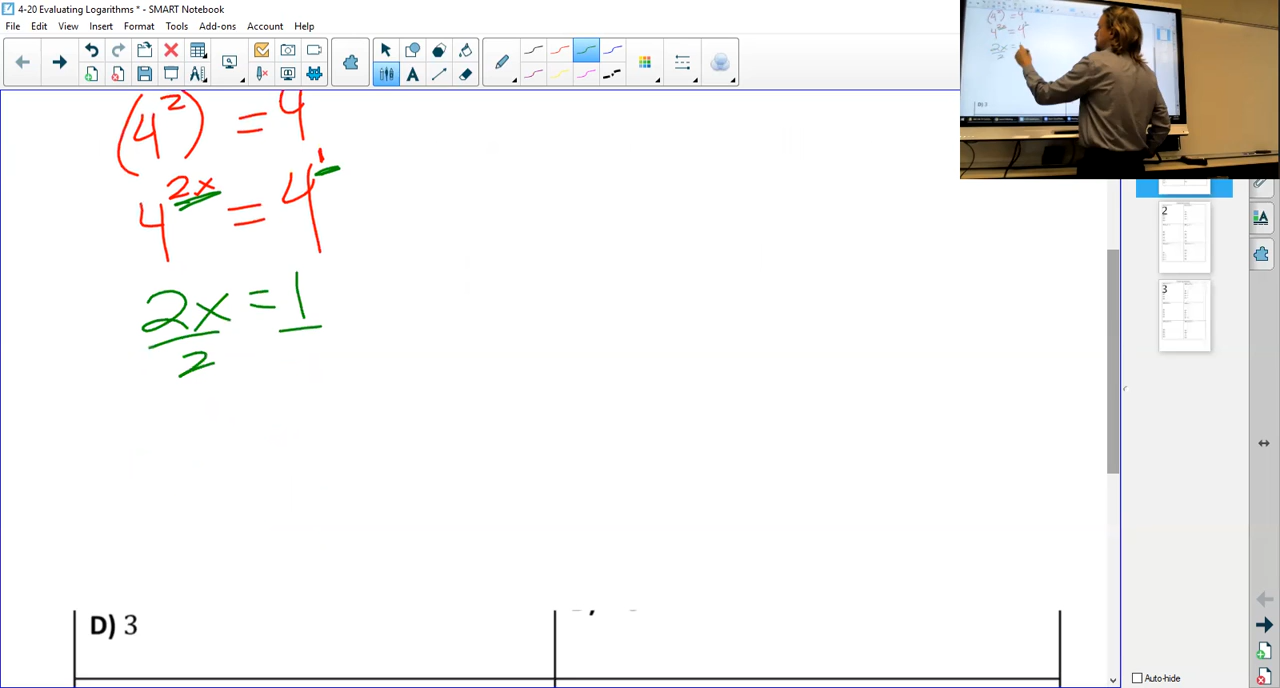 4-20 Evaluating Logarithms * - SMART Notebook
File Edit View Insert Format Tools Add-ons Account Help
(4²) = 4
4²ˣ = 4¹
2x = 1
2
D) 3
2
3
Auto-hide